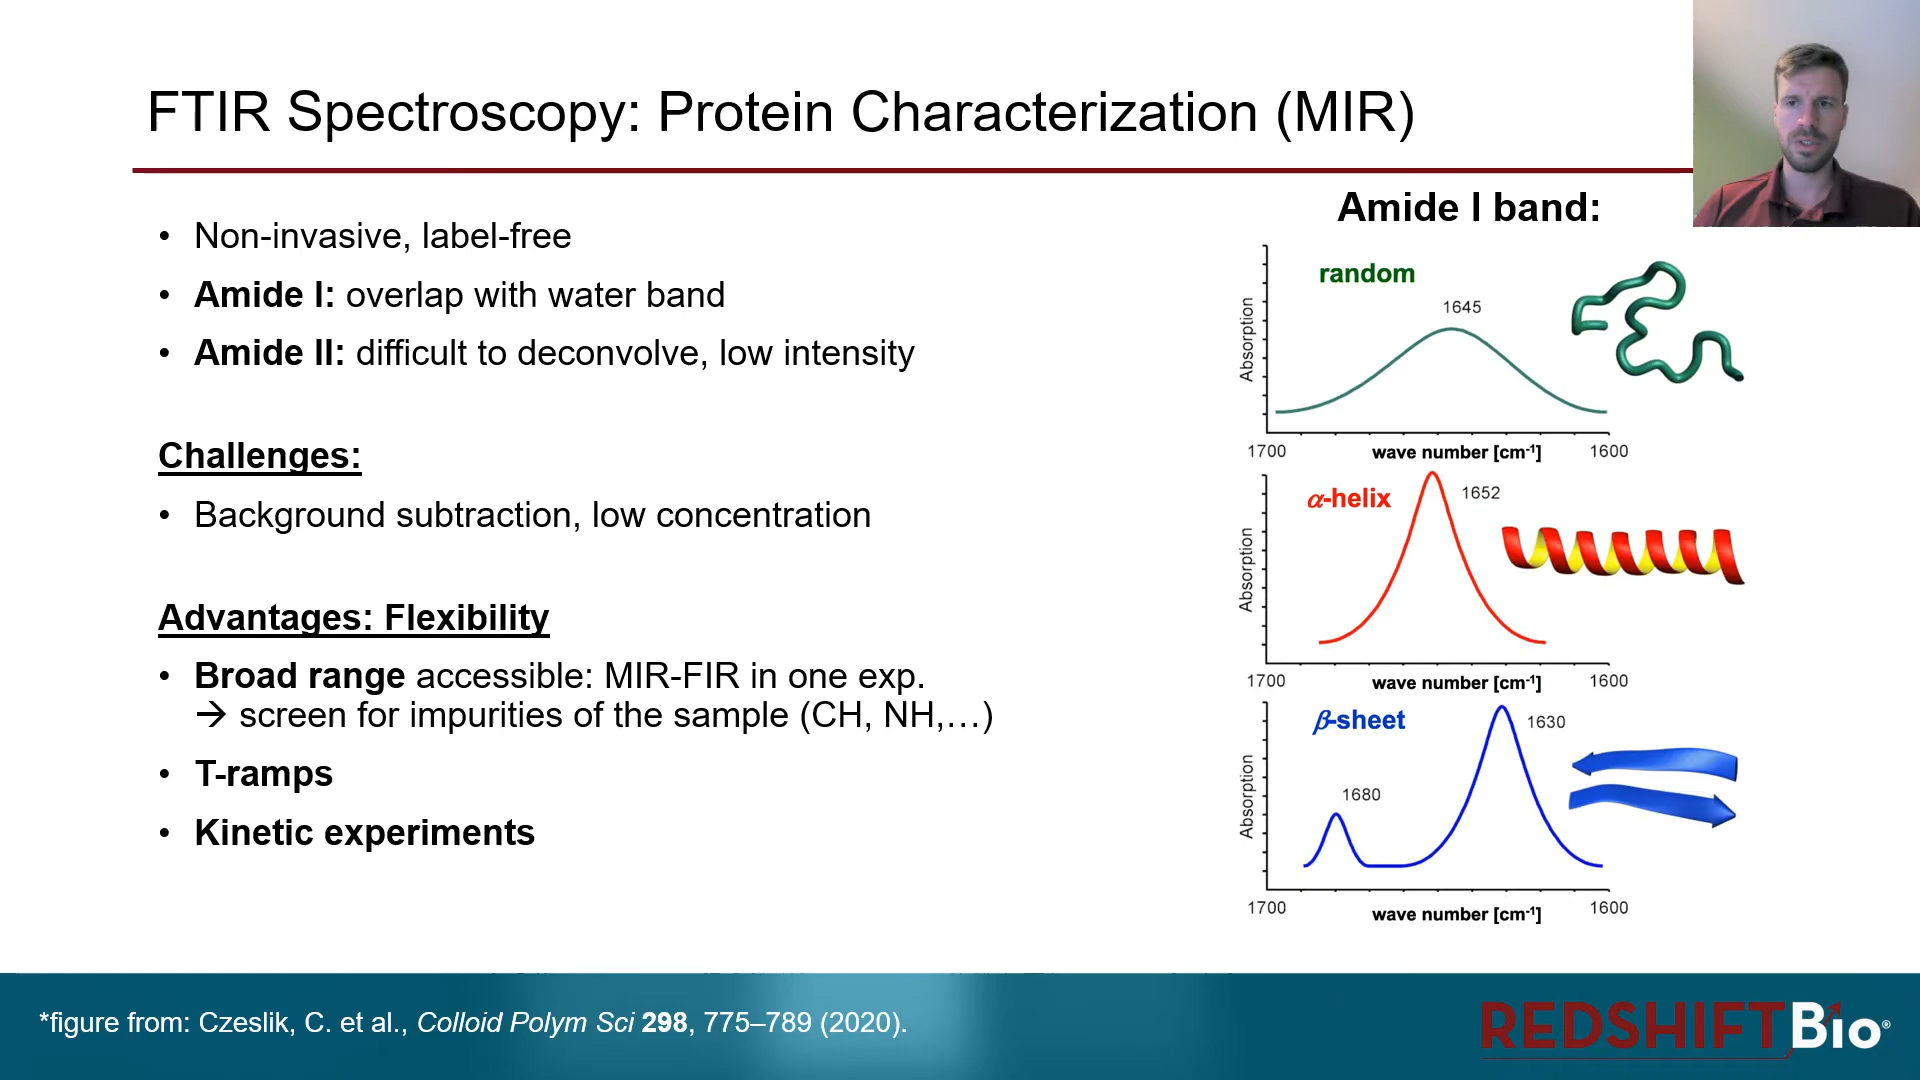 FTIR Spectroscopy: Protein Characterization (MIR)
• Non-invasive, label-free
• Amide I: overlap with water band
• Amide II: difficult to deconvolve, low intensity
Challenges:
• Background subtraction, low concentration
Advantages: Flexibility
• Broad range accessible: MIR-FIR in one exp.
→ screen for impurities of the sample (CH, NH,…)
• T-ramps
• Kinetic experiments
Amide I band:
random
1645
Absorption
1700 wave number [cm⁻¹] 1600
α-helix
1652
Absorption
1700 wave number [cm⁻¹] 1600
β-sheet
1630
1680
Absorption
1700 wave number [cm⁻¹] 1600
*figure from: Czeslik, C. et al., Colloid Polym Sci 298, 775–789 (2020).
REDSHIFTBio®